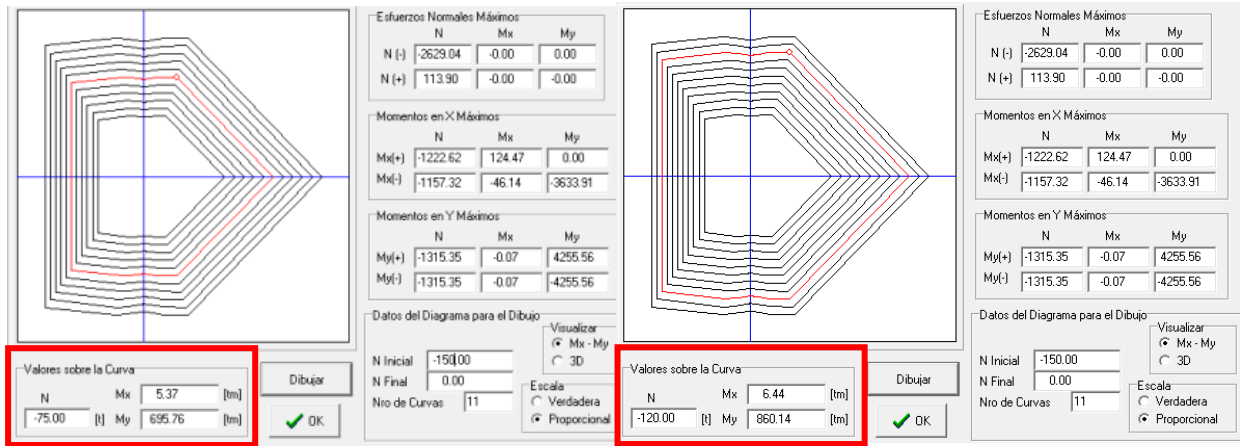 Esfuerzos Normales Máximos
N Mx My
N (-) -2629.04 -0.00 0.00
N (+) 113.90 -0.00 -0.00
Momentos en X Máximos
N Mx My
Mx(+) -1222.62 124.47 0.00
Mx(-) -1157.32 -46.14 -3633.91
Momentos en Y Máximos
N Mx My
My(+) -1315.35 -0.07 4255.56
My(-) -1315.35 -0.07 -4255.56
Datos del Diagrama para el Dibujo
N Inicial -150.00
N Final 0.00
Nro de Curvas 11
Visualizar
Mx - My
3D
Escala
Verdadera
Proporcional
Valores sobre la Curva
N Mx 5.37 [tm]
-75.00 [t] My 695.76 [tm]
Dibujar
OK
Esfuerzos Normales Máximos
N Mx My
N (-) -2629.04 -0.00 0.00
N (+) 113.90 -0.00 -0.00
Momentos en X Máximos
N Mx My
Mx(+) -1222.62 124.47 0.00
Mx(-) -1157.32 -46.14 -3633.91
Momentos en Y Máximos
N Mx My
My(+) -1315.35 -0.07 4255.56
My(-) -1315.35 -0.07 -4255.56
Datos del Diagrama para el Dibujo
N Inicial -150.00
N Final 0.00
Nro de Curvas 11
Visualizar
Mx - My
3D
Escala
Verdadera
Proporcional
Valores sobre la Curva
N Mx 6.44 [tm]
-120.00 [t] My 860.14 [tm]
Dibujar
OK